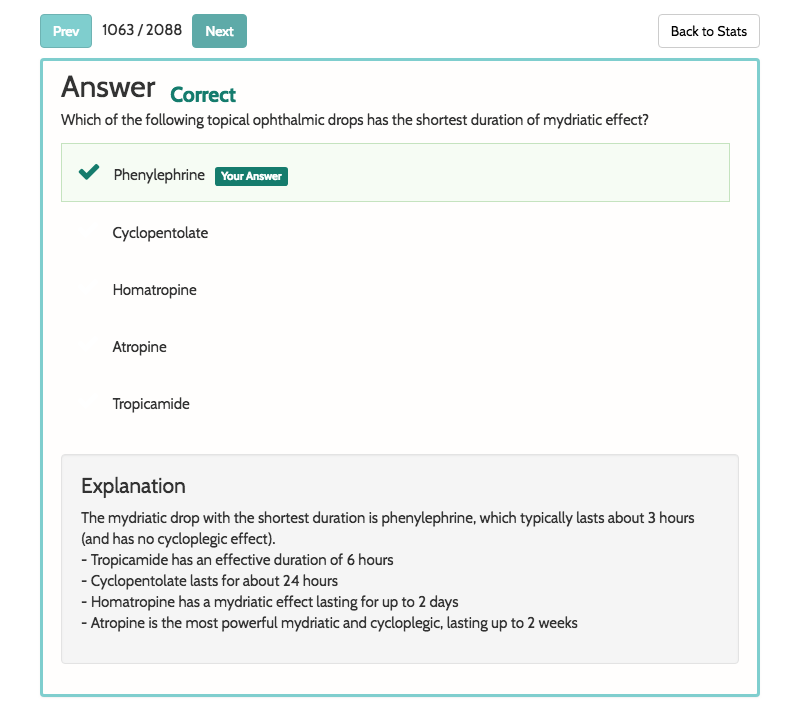 Prev 1063 / 2088 Next Back to Stats
Answer Correct
Which of the following topical ophthalmic drops has the shortest duration of mydriatic effect?
Phenylephrine Your Answer
Cyclopentolate
Homatropine
Atropine
Tropicamide
Explanation
The mydriatic drop with the shortest duration is phenylephrine, which typically lasts about 3 hours
(and has no cycloplegic effect).
- Tropicamide has an effective duration of 6 hours
- Cyclopentolate lasts for about 24 hours
- Homatropine has a mydriatic effect lasting for up to 2 days
- Atropine is the most powerful mydriatic and cycloplegic, lasting up to 2 weeks